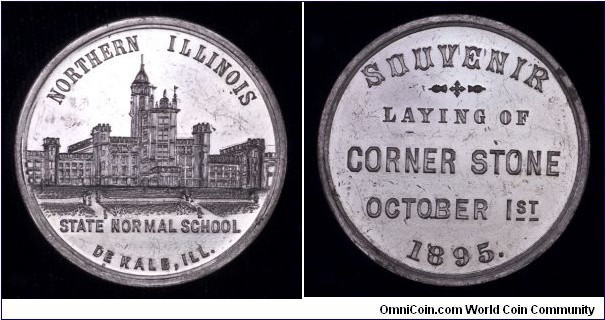 NORTHERN ILLINOIS
STATE NORMAL SCHOOL
DE KALB, ILL.
SOUVENIR
LAYING OF
CORNER STONE
OCTOBER 1ST
1895.
OmniCoin.com World Coin Community